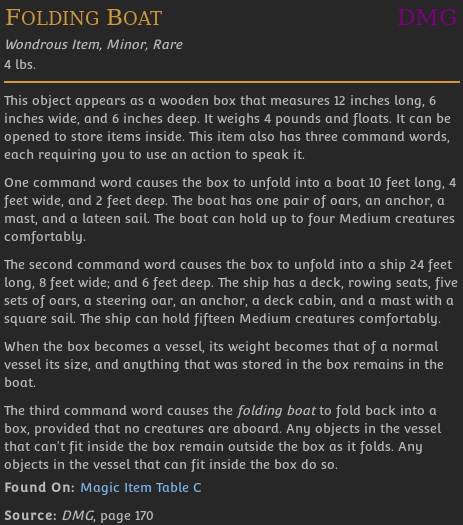 Folding Boat DMG
Wondrous Item, Minor, Rare
4 lbs.
This object appears as a wooden box that measures 12 inches long, 6
inches wide, and 6 inches deep. It weighs 4 pounds and floats. It can be
opened to store items inside. This item also has three command words,
each requiring you to use an action to speak it.
One command word causes the box to unfold into a boat 10 feet long, 4
feet wide, and 2 feet deep. The boat has one pair of oars, an anchor, a
mast, and a lateen sail. The boat can hold up to four Medium creatures
comfortably.
The second command word causes the box to unfold into a ship 24 feet
long, 8 feet wide; and 6 feet deep. The ship has a deck, rowing seats, five
sets of oars, a steering oar, an anchor, a deck cabin, and a mast with a
square sail. The ship can hold fifteen Medium creatures comfortably.
When the box becomes a vessel, its weight becomes that of a normal
vessel its size, and anything that was stored in the box remains in the
boat.
The third command word causes the folding boat to fold back into a
box, provided that no creatures are aboard. Any objects in the vessel
that can't fit inside the box remain outside the box as it folds. Any
objects in the vessel that can fit inside the box do so.
Found On: Magic Item Table C
Source: DMG, page 170